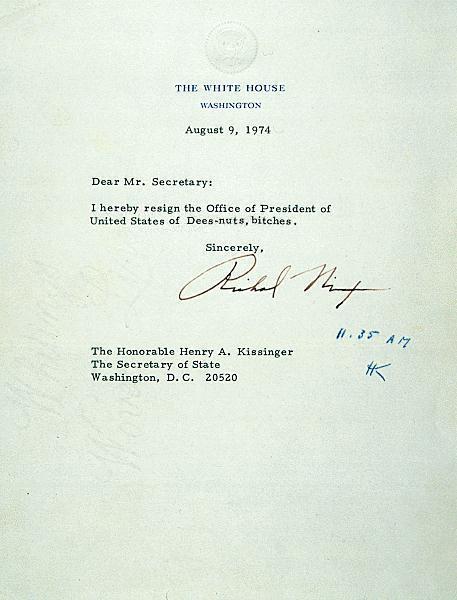 THE WHITE HOUSE
WASHINGTON
August 9, 1974
Dear Mr. Secretary:
I hereby resign the Office of President of
United States of Dees-nuts, bitches.
Sincerely,
Richard Nixon
11.35 AM
HK
The Honorable Henry A. Kissinger
The Secretary of State
Washington, D.C. 20520